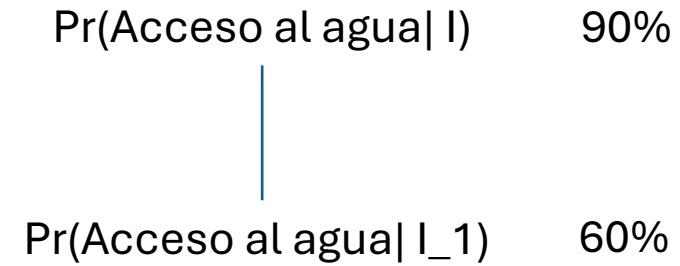 Pr(Acceso al agua| I) 90%
Pr(Acceso al agua| I_1) 60%